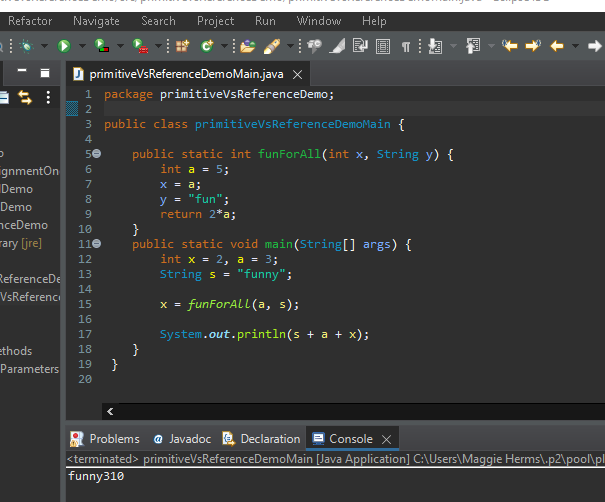 Refactor Navigate Search Project Run Window Help
primitiveVsReferenceDemoMain.java
ignmentOn
Demo
Demo
nceDemo
rary [jre]
ReferenceDe
VsReference
ethods
Parameters
1 package primitiveVsReferenceDemo;
2
3 public class primitiveVsReferenceDemoMain {
4
5 public static int funForAll(int x, String y) {
6 int a = 5;
7 x = a;
8 y = "fun";
9 return 2*a;
10 }
11 public static void main(String[] args) {
12 int x = 2, a = 3;
13 String s = "funny";
14
15 x = funForAll(a, s);
16
17 System.out.println(s + a + x);
18 }
19 }
20
Problems Javadoc Declaration Console
<terminated> primitiveVsReferenceDemoMain [Java Application] C:\Users\Maggie Herms\.p2\pool\pl
funny310